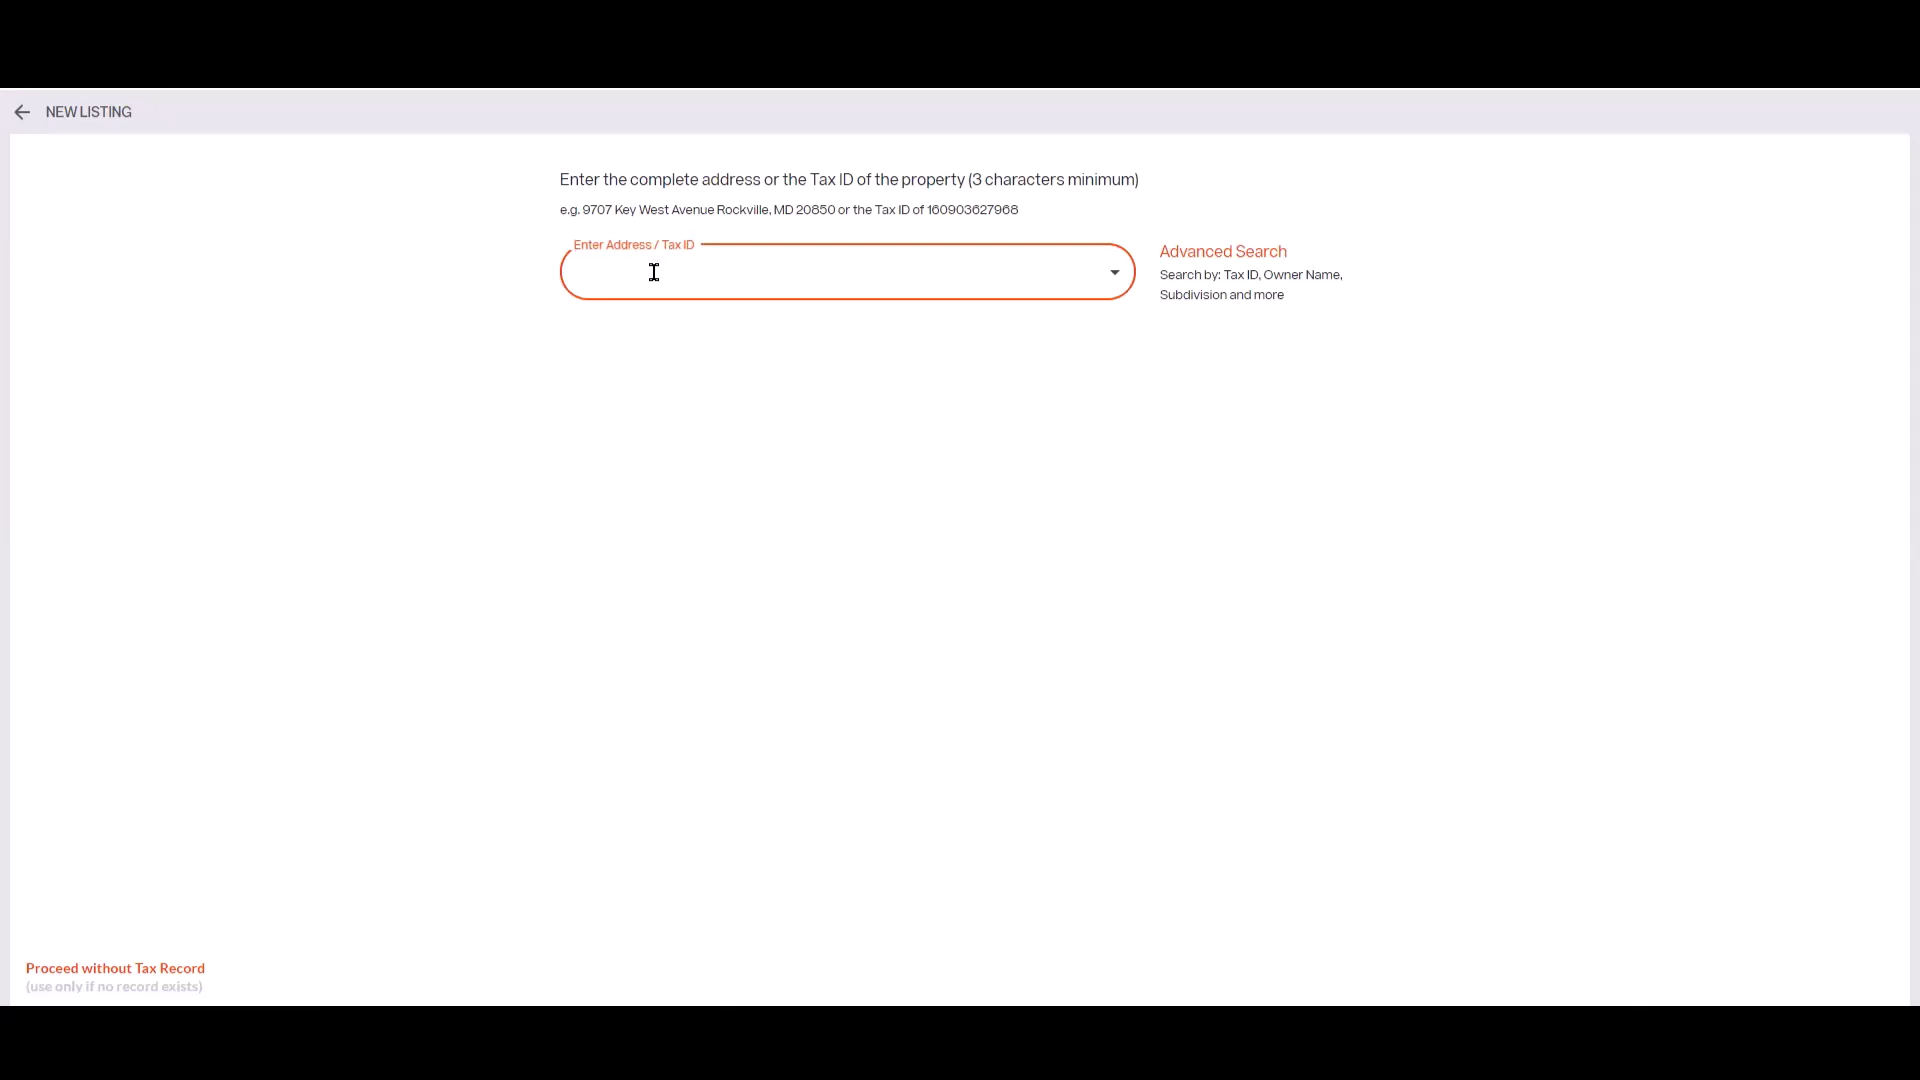 NEW LISTING
Enter the complete address or the Tax ID of the property (3 characters minimum)
e.g. 9707 Key West Avenue Rockville, MD 20850 or the Tax ID of 160903627968
Enter Address / Tax ID
Advanced Search
Search by: Tax ID, Owner Name,
Subdivision and more
Proceed without Tax Record
(use only if no record exists)